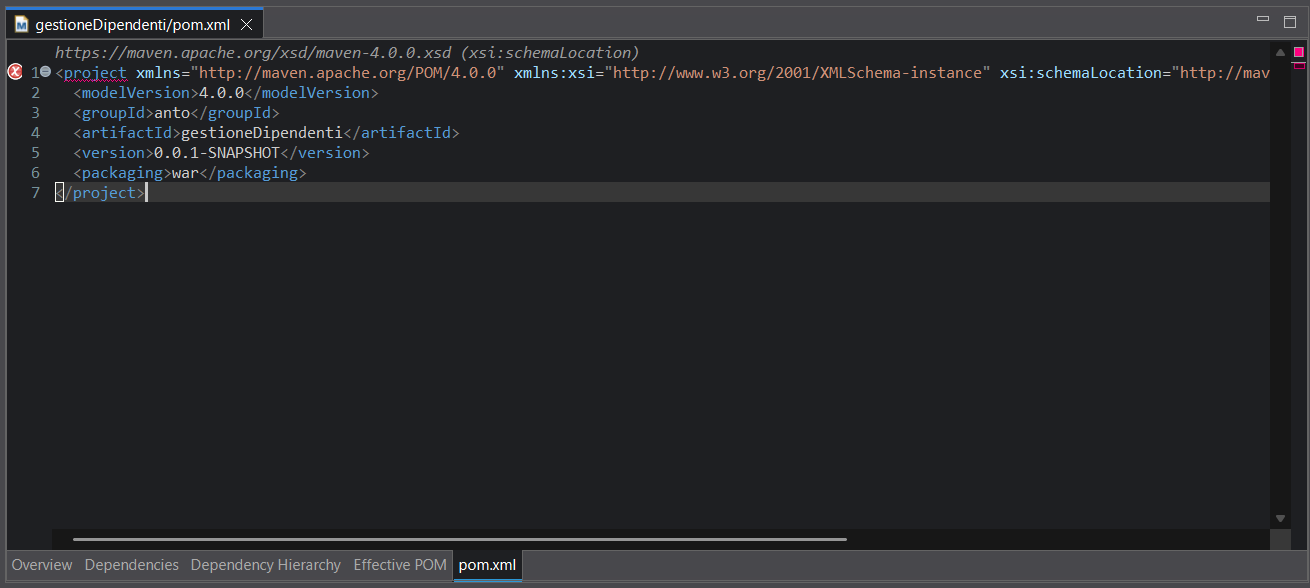 gestioneDipendenti/pom.xml
https://maven.apache.org/xsd/maven-4.0.0.xsd (xsi:schemaLocation)
1 <project xmlns="http://maven.apache.org/POM/4.0.0" xmlns:xsi="http://www.w3.org/2001/XMLSchema-instance" xsi:schemaLocation="http://mav
2 <modelVersion>4.0.0</modelVersion>
3 <groupId>anto</groupId>
4 <artifactId>gestioneDipendenti</artifactId>
5 <version>0.0.1-SNAPSHOT</version>
6 <packaging>war</packaging>
7 </project>
Overview Dependencies Dependency Hierarchy Effective POM pom.xml